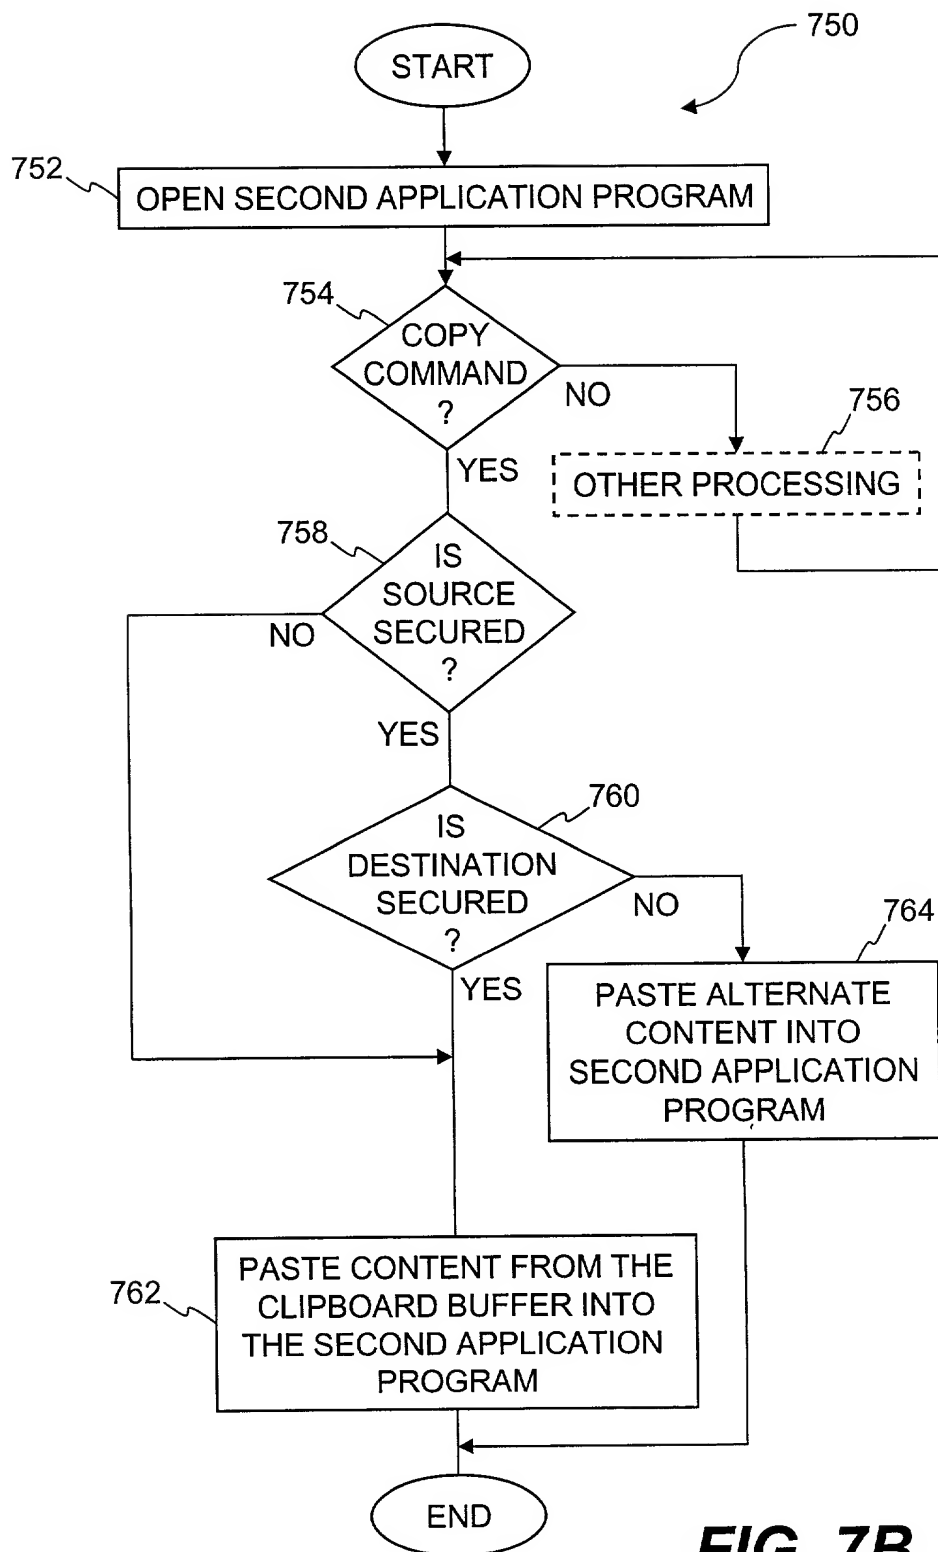 750
START
752
OPEN SECOND APPLICATION PROGRAM
754
COPY
COMMAND
?
NO
YES
756
OTHER PROCESSING
758
IS
SOURCE
SECURED
?
NO
YES
760
IS
DESTINATION
SECURED
?
NO
YES
764
PASTE ALTERNATE
CONTENT INTO
SECOND APPLICATION
PROGRAM
762
PASTE CONTENT FROM THE
CLIPBOARD BUFFER INTO
THE SECOND APPLICATION
PROGRAM
END
FIG. 7B